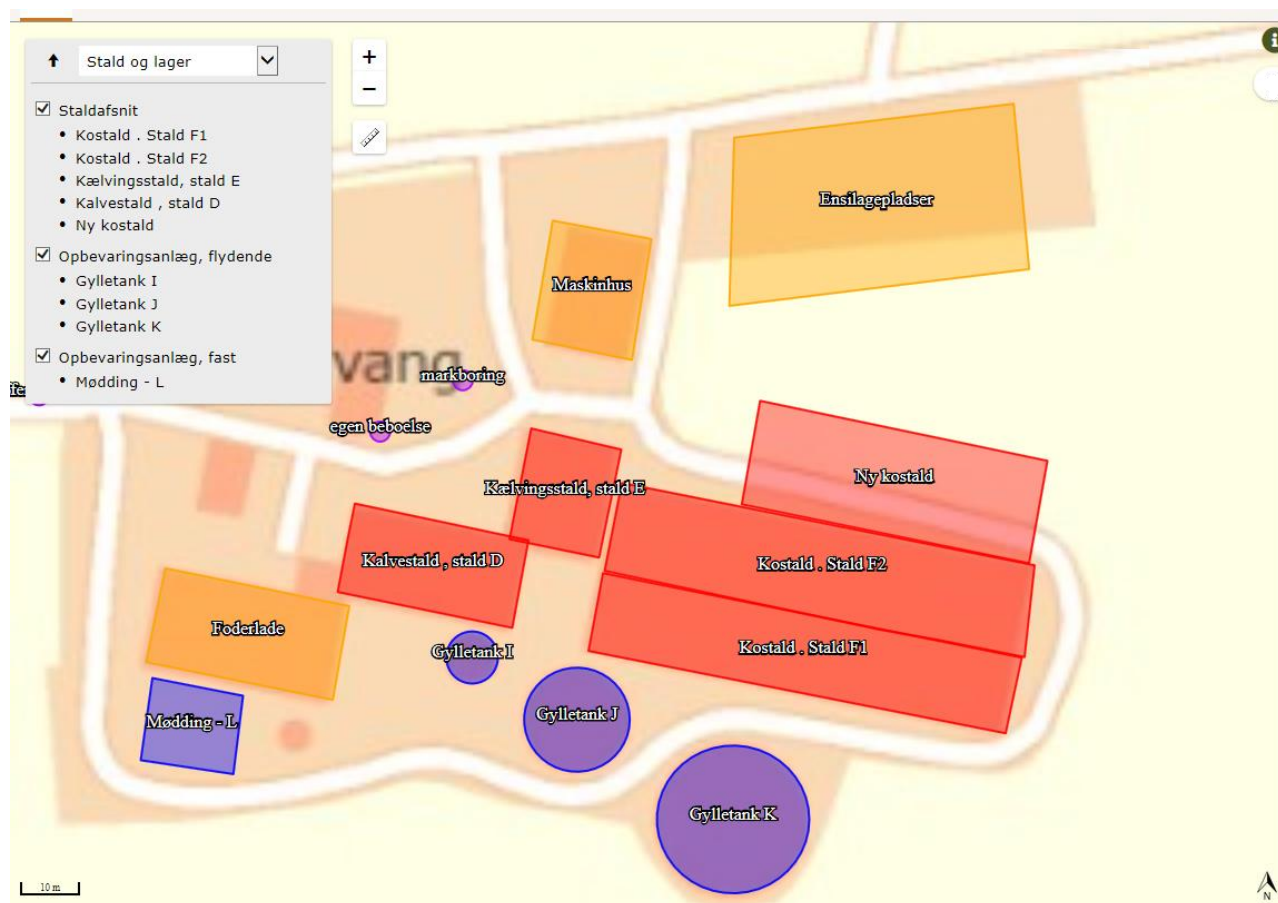 Stald og lager
Staldafsnit
• Kostald . Stald F1
• Kostald . Stald F2
• Kælvingsstald, stald E
• Kalvestald , stald D
• Ny kostald
Opbevaringsanlæg, flydende
• Gylletank I
• Gylletank J
• Gylletank K
Opbevaringsanlæg, fast
• Mødding - L
+
−
i
Ensilagepladser
Maskinhus
vang
markboring
egen beboelse
Ny kostald
Kælvingsstald, stald E
Kalvestald , stald D
Kostald . Stald F2
Foderlade
Kostald . Stald F1
Gylletank I
Gylletank J
Mødding - L
Gylletank K
10 m
N